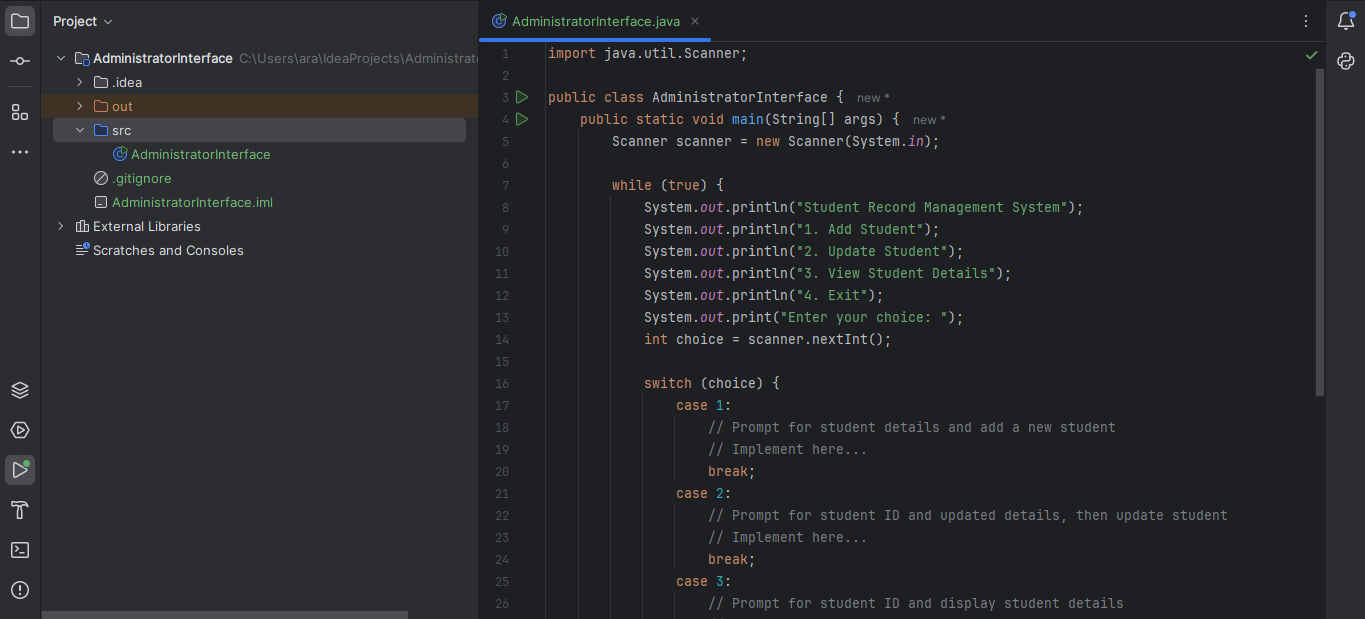 Project
AdministratorInterface C:\Users\ara\IdeaProjects\Administrat
.idea
out
src
AdministratorInterface
.gitignore
AdministratorInterface.iml
External Libraries
Scratches and Consoles
AdministratorInterface.java
1 import java.util.Scanner;
2
3 public class AdministratorInterface { new *
4 public static void main(String[] args) { new *
5 Scanner scanner = new Scanner(System.in);
6
7 while (true) {
8 System.out.println("Student Record Management System");
9 System.out.println("1. Add Student");
10 System.out.println("2. Update Student");
11 System.out.println("3. View Student Details");
12 System.out.println("4. Exit");
13 System.out.print("Enter your choice: ");
14 int choice = scanner.nextInt();
15
16 switch (choice) {
17 case 1:
18 // Prompt for student details and add a new student
19 // Implement here...
20 break;
21 case 2:
22 // Prompt for student ID and updated details, then update student
23 // Implement here...
24 break;
25 case 3:
26 // Prompt for student ID and display student details